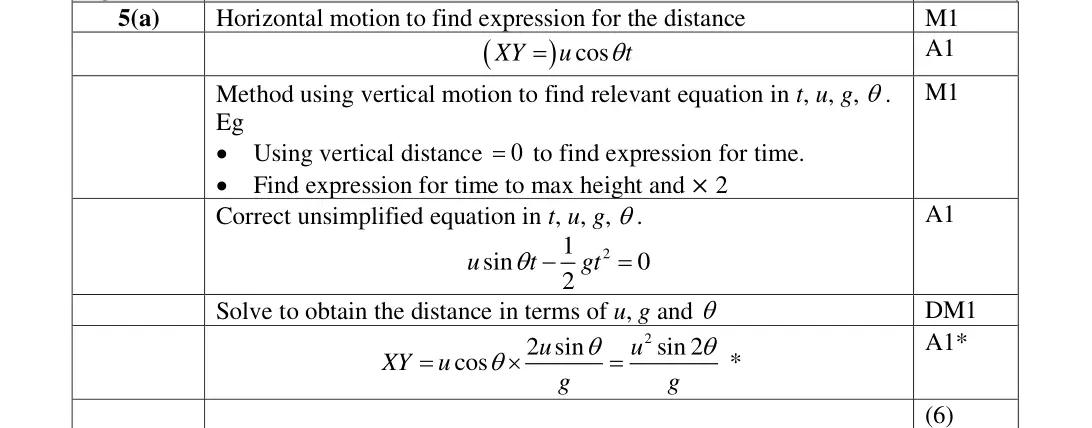 5(a) Horizontal motion to find expression for the distance M1
(XY =)u cos θt A1
Method using vertical motion to find relevant equation in t, u, g, θ . M1
Eg
• Using vertical distance = 0 to find expression for time.
• Find expression for time to max height and × 2
Correct unsimplified equation in t, u, g, θ . A1
u sin θt − 1/2 gt² = 0
Solve to obtain the distance in terms of u, g and θ DM1
XY = u cos θ × 2u sin θ / g = u² sin 2θ / g * A1*
(6)